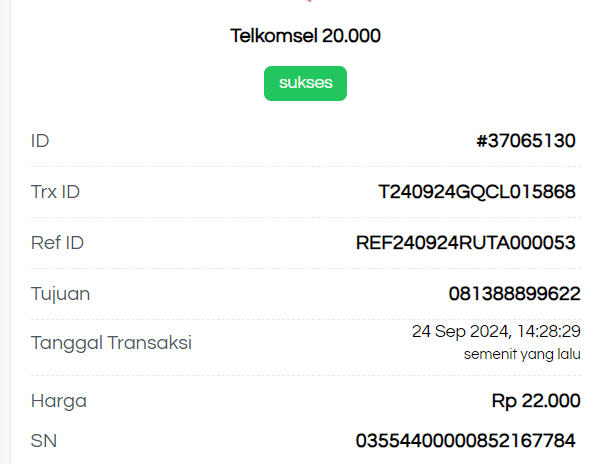 Telkomsel 20.000
sukses
ID #37065130
Trx ID T240924GQCL015868
Ref ID REF240924RUTA000053
Tujuan 081388899622
Tanggal Transaksi 24 Sep 2024, 14:28:29
semenit yang lalu
Harga Rp 22.000
SN 03554400000852167784